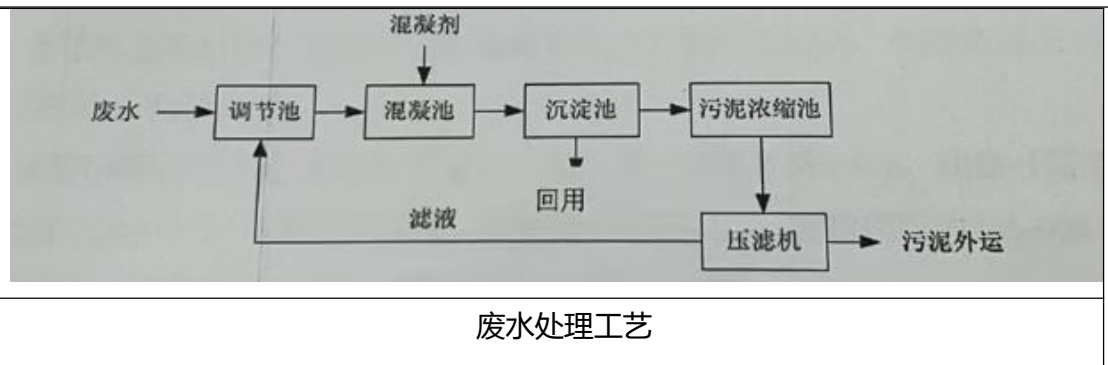 混凝剂
废水
调节池
混凝池
沉淀池
污泥浓缩池
回用
滤液
压滤机
污泥外运
废水处理工艺